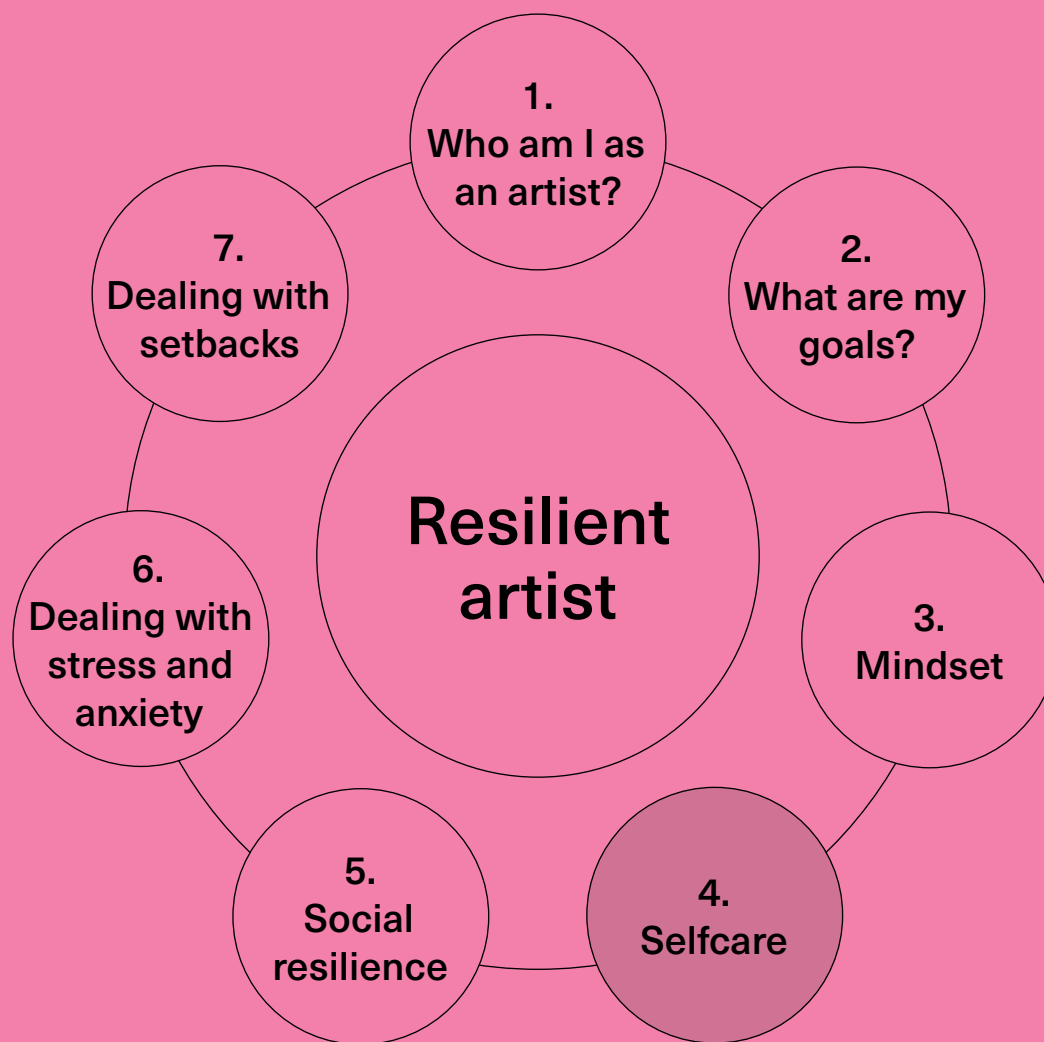 1.
Who am I as
an artist?
2.
What are my
goals?
3.
Mindset
4.
Selfcare
5.
Social
resilience
6.
Dealing with
stress and
anxiety
7.
Dealing with
setbacks
Resilient
artist